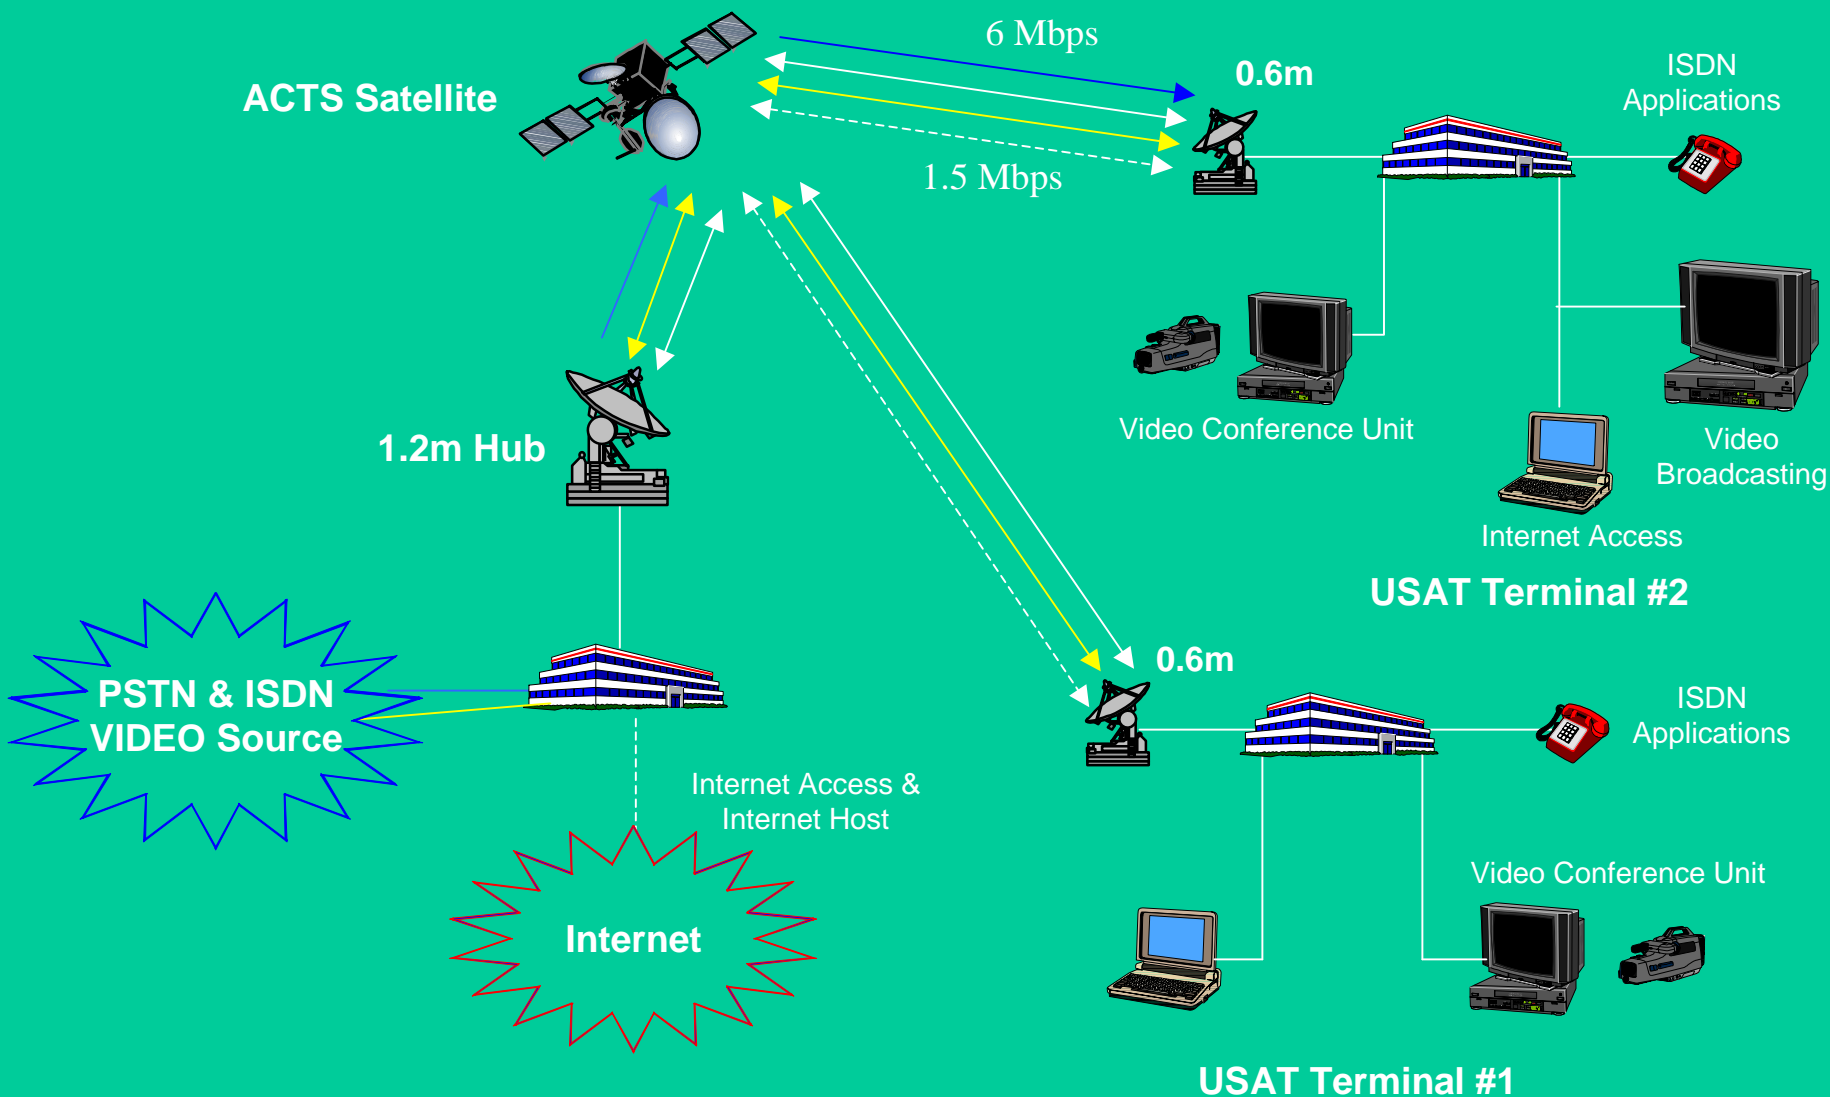 6 Mbps
ACTS Satellite
0.6m
ISDN
Applications
1.5 Mbps
1.2m Hub
Video Conference Unit
Video
Broadcasting
Internet Access
USAT Terminal #2
PSTN & ISDN
VIDEO Source
0.6m
ISDN
Applications
Internet Access &
Internet Host
Internet
Video Conference Unit
USAT Terminal #1